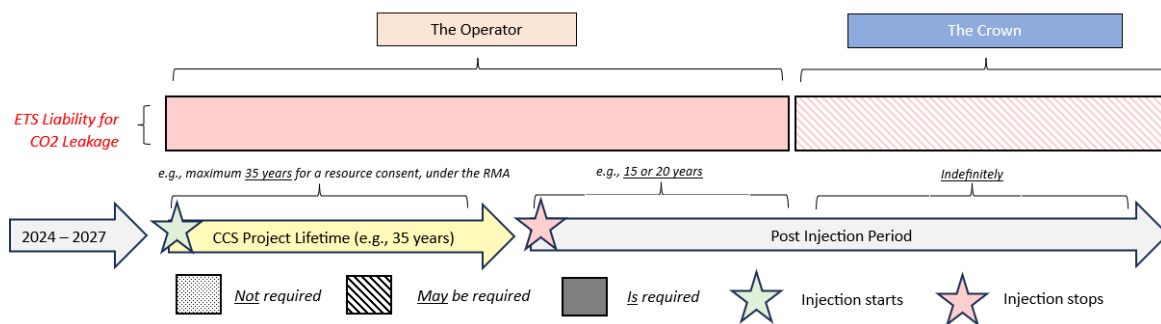 The Operator
The Crown
ETS Liability for
CO2 Leakage
e.g., maximum 35 years for a resource consent, under the RMA
e.g., 15 or 20 years
Indefinitely
2024 – 2027
CCS Project Lifetime (e.g., 35 years)
Post Injection Period
Not required
May be required
Is required
Injection starts
Injection stops